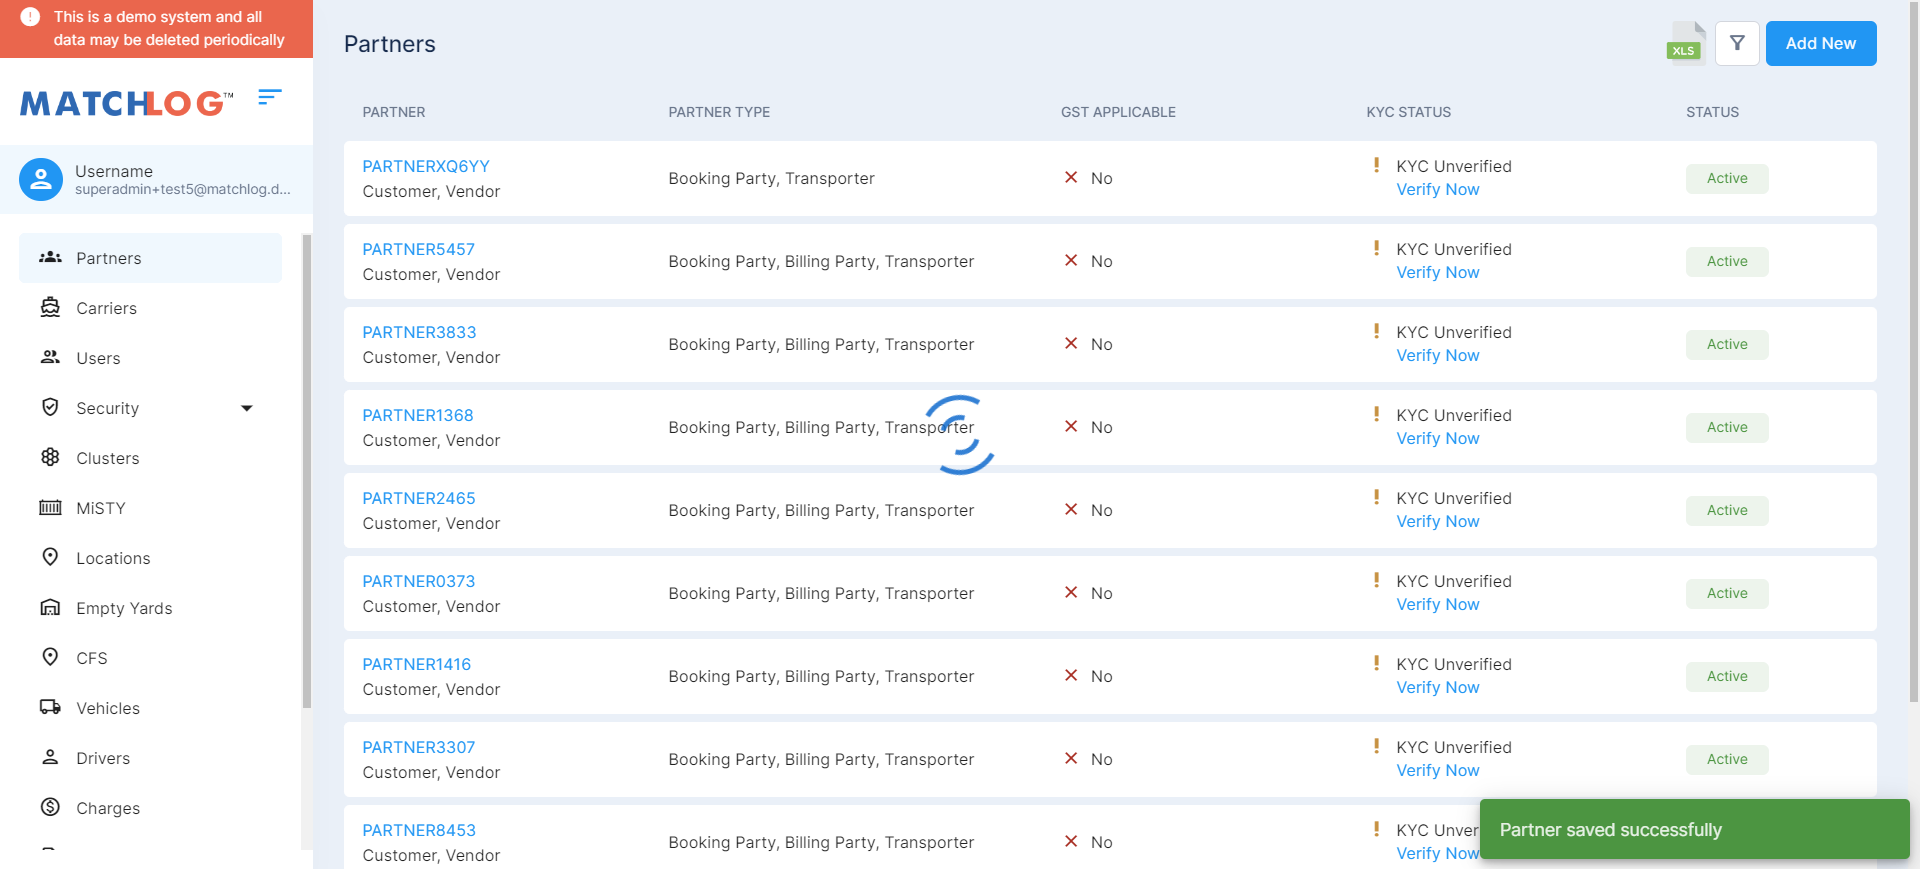 This is a demo system and all
data may be deleted periodically
MATCHLOG™
Username
superadmin+test5@matchlog.d...
Partners
Carriers
Users
Security
Clusters
MiSTY
Locations
Empty Yards
CFS
Vehicles
Drivers
Charges
Partners
XLS
Add New
PARTNER PARTNER TYPE GST APPLICABLE KYC STATUS STATUS
PARTNERXQ6YY
Customer, Vendor
Booking Party, Transporter
No
KYC Unverified
Verify Now
Active
PARTNER5457
Customer, Vendor
Booking Party, Billing Party, Transporter
No
KYC Unverified
Verify Now
Active
PARTNER3833
Customer, Vendor
Booking Party, Billing Party, Transporter
No
KYC Unverified
Verify Now
Active
PARTNER1368
Customer, Vendor
Booking Party, Billing Party, Transporter
No
KYC Unverified
Verify Now
Active
PARTNER2465
Customer, Vendor
Booking Party, Billing Party, Transporter
No
KYC Unverified
Verify Now
Active
PARTNER0373
Customer, Vendor
Booking Party, Billing Party, Transporter
No
KYC Unverified
Verify Now
Active
PARTNER1416
Customer, Vendor
Booking Party, Billing Party, Transporter
No
KYC Unverified
Verify Now
Active
PARTNER3307
Customer, Vendor
Booking Party, Billing Party, Transporter
No
KYC Unverified
Verify Now
Active
PARTNER8453
Customer, Vendor
Booking Party, Billing Party, Transporter
No
KYC Unver
Verify Now
Partner saved successfully